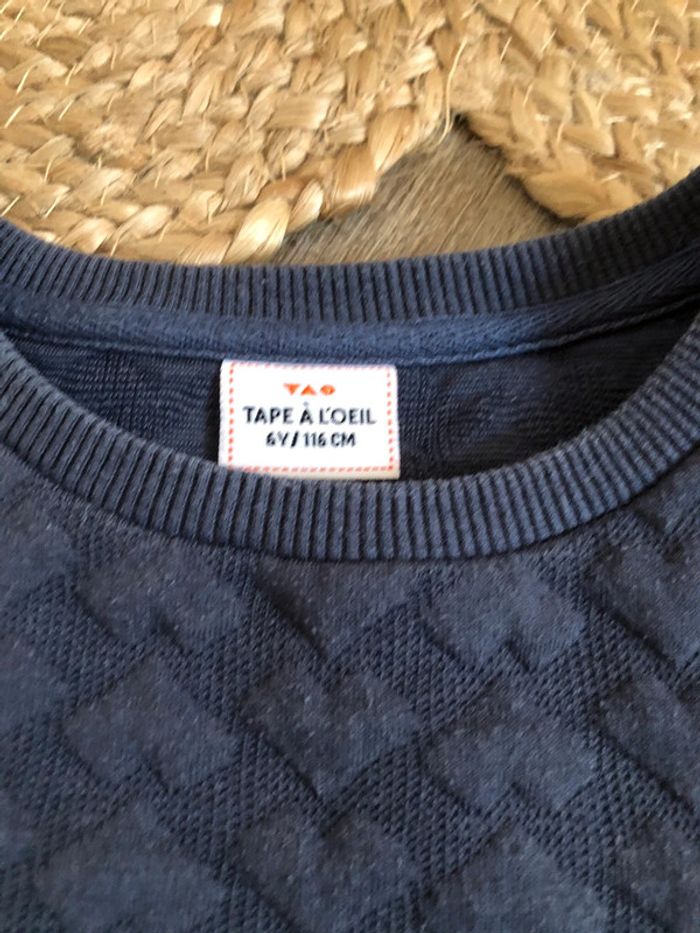 TAO
TAPE À L'OEIL
6Y/116 CM